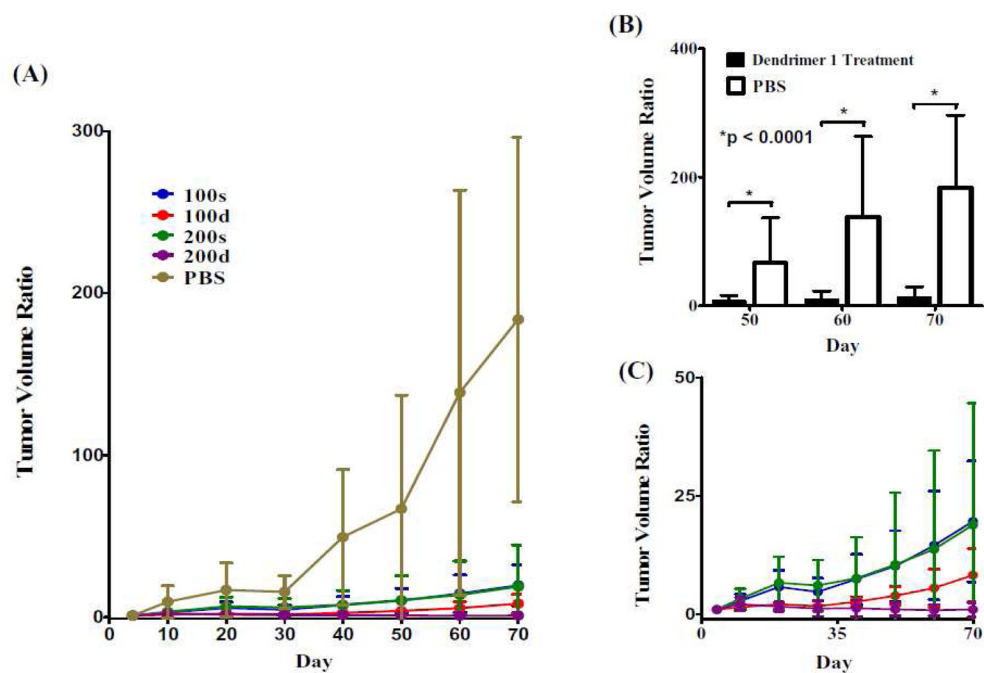 (A)
Tumor Volume Ratio
300
200
100
0
100s
100d
200s
200d
PBS
0 10 20 30 40 50 60 70
Day
(B)
Tumor Volume Ratio
400
200
0
Dendrimer 1 Treatment
PBS
*p < 0.0001
*
*
*
50 60 70
Day
(C)
Tumor Volume Ratio
50
25
0
0 35 70
Day